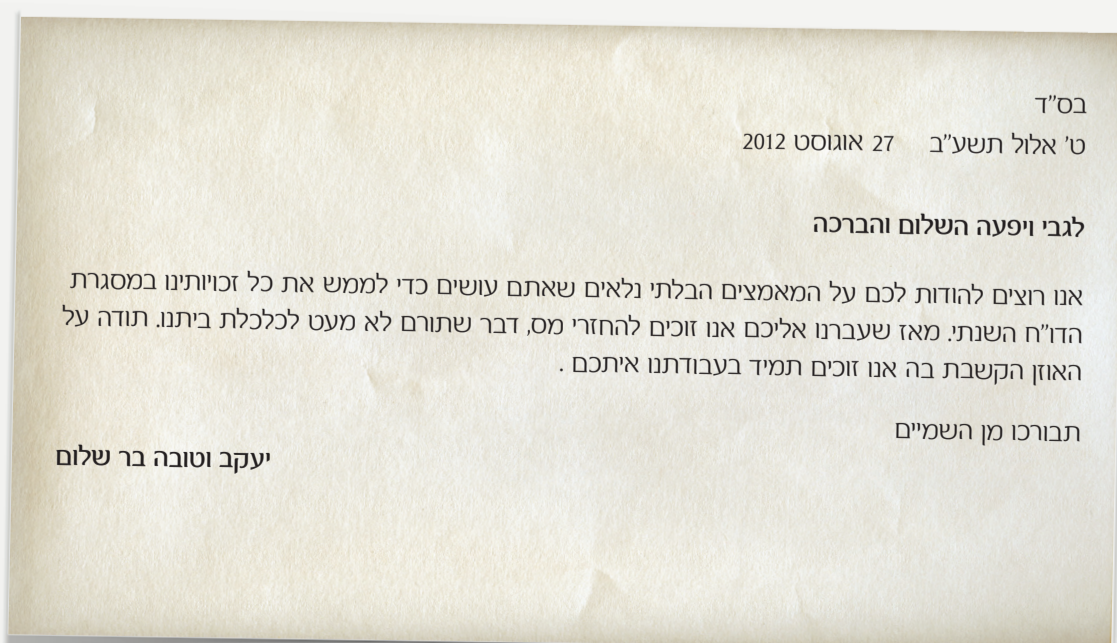 בס"ד
ט' אלול תשע"ב 27 אוגוסט 2012
לגבי ויפעה השלום והברכה
אנו רוצים להודות לכם על המאמצים הבלתי נלאים שאתם עושים כדי לממש את כל זכויותינו במסגרת
הדו"ח השנתי. מאז שעברנו אליכם אנו זוכים להחזרי מס, דבר שתורם לא מעט לכלכלת ביתנו. תודה על
האוזן הקשבת בה אנו זוכים תמיד בעבודתנו איתכם .
תבורכו מן השמיים
יעקב וטובה בר שלום